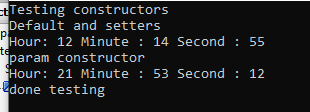 Testing constructors
Default and setters
Hour: 12 Minute : 14 Second : 55
param constructor
Hour: 21 Minute : 53 Second : 12
done testing